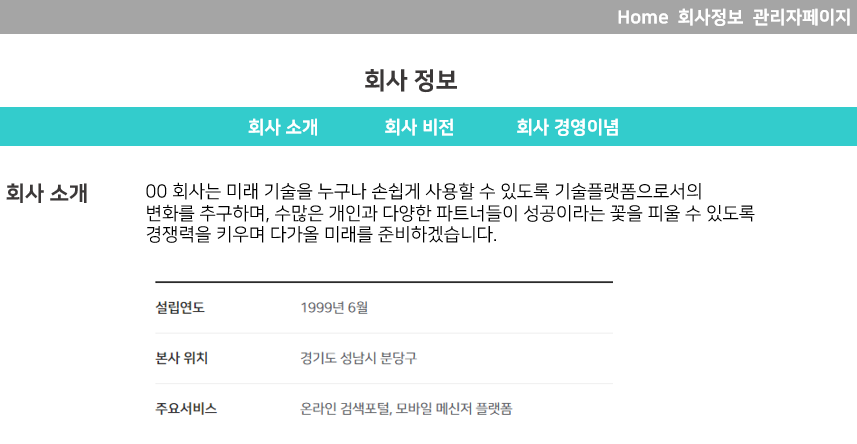 Home 회사정보 관리자페이지
회사 정보
회사 소개 회사 비전 회사 경영이념
회사 소개
00 회사는 미래 기술을 누구나 손쉽게 사용할 수 있도록 기술플랫폼으로서의
변화를 추구하며, 수많은 개인과 다양한 파트너들이 성공이라는 꽃을 피울 수 있도록
경쟁력을 키우며 다가올 미래를 준비하겠습니다.
설립연도 1999년 6월
본사 위치 경기도 성남시 분당구
주요서비스 온라인 검색포털, 모바일 메신저 플랫폼